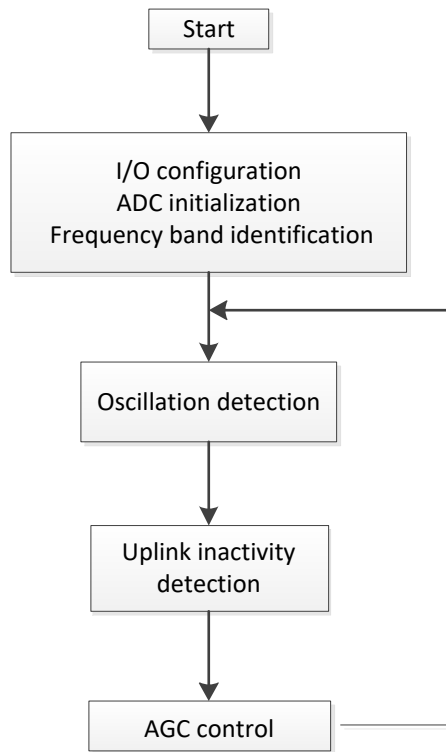 Start
I/O configuration
ADC initialization
Frequency band identification
Oscillation detection
Uplink inactivity
detection
AGC control